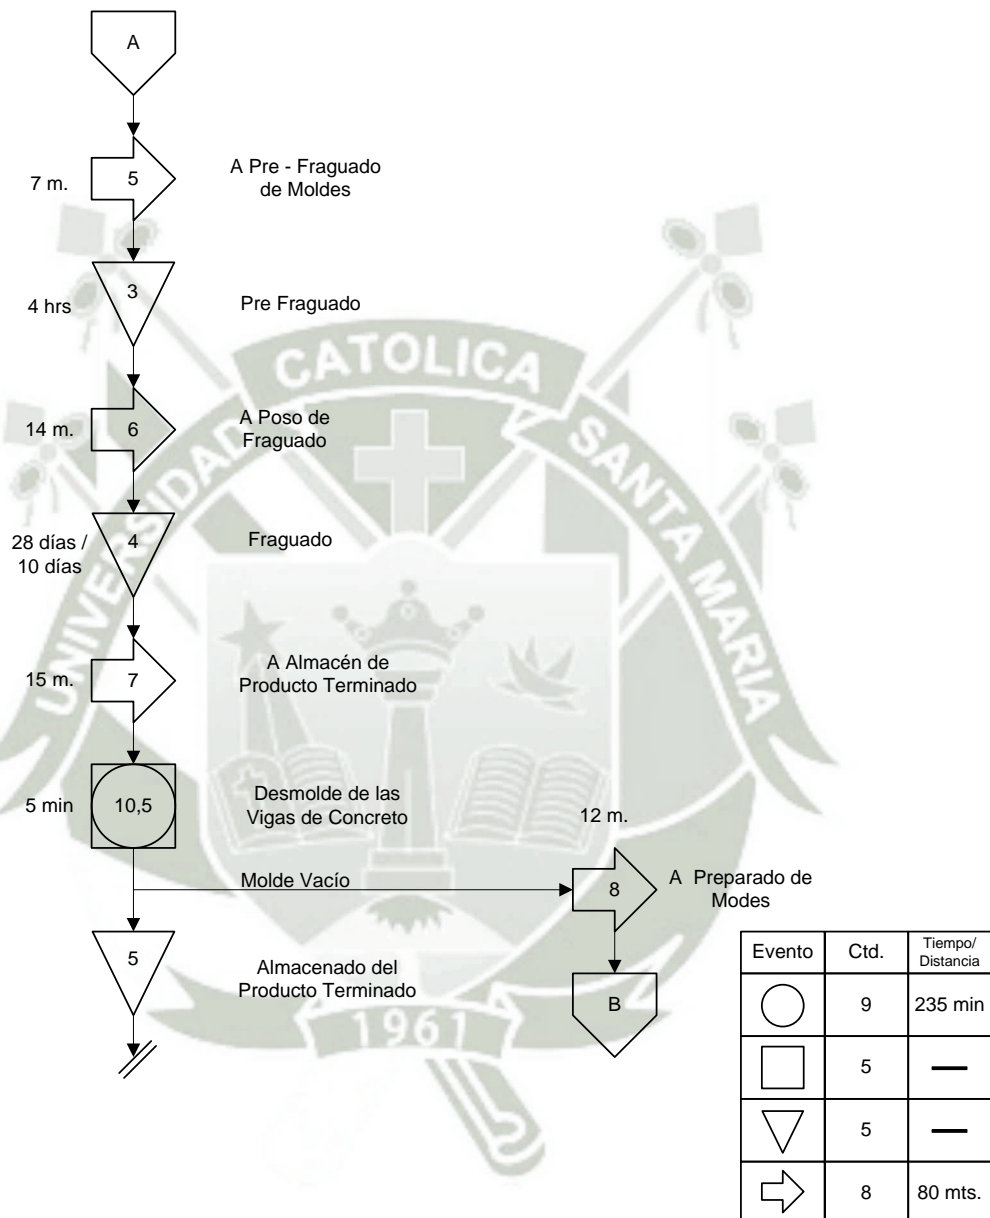 A
7 m.
5
A Pre - Fraguado
de Moldes
4 hrs
3
Pre Fraguado
14 m.
6
A Poso de
Fraguado
28 días /
10 días
4
Fraguado
15 m.
7
A Almacén de
Producto Terminado
5 min
10,5
Desmolde de las
Vigas de Concreto
12 m.
Molde Vacío
8
A Preparado de
Modes
5
Almacenado del
Producto Terminado
B
Evento Ctd. Tiempo/
Distancia
9 235 min
5 —
5 —
8 80 mts.
UNIVERSIDAD CATOLICA SANTA MARIA
1961